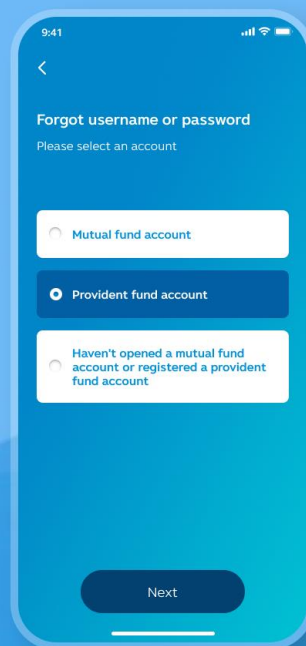 9:41
Forgot username or password
Please select an account
Mutual fund account
Provident fund account
Haven't opened a mutual fund
account or registered a provident
fund account
Next